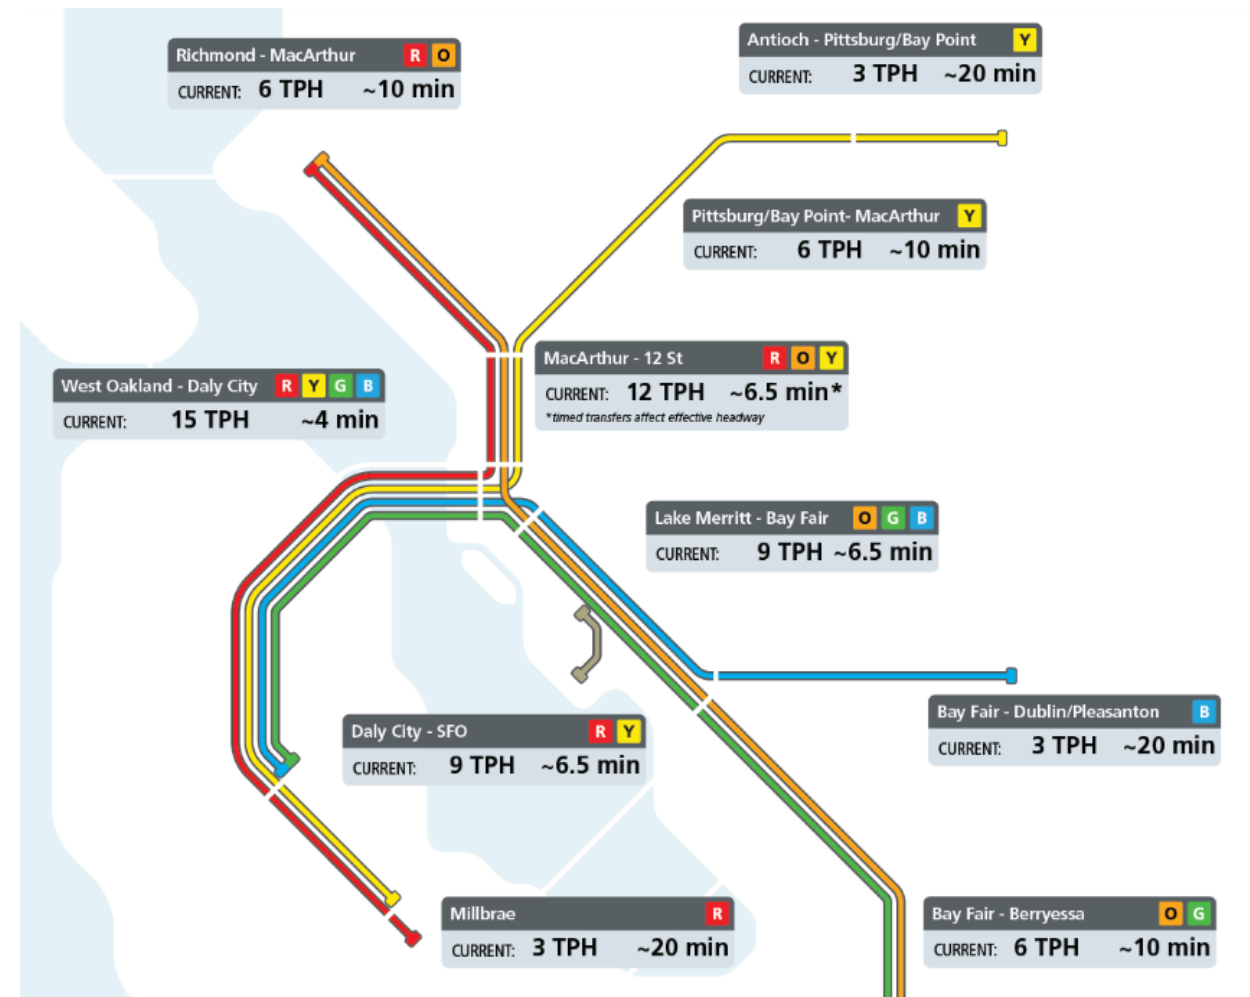 Richmond - MacArthur R O
CURRENT: 6 TPH ~10 min
Antioch - Pittsburg/Bay Point Y
CURRENT: 3 TPH ~20 min
Pittsburg/Bay Point- MacArthur Y
CURRENT: 6 TPH ~10 min
MacArthur - 12 St R O Y
CURRENT: 12 TPH ~6.5 min*
*timed transfers affect effective headway
West Oakland - Daly City R Y G B
CURRENT: 15 TPH ~4 min
Lake Merritt - Bay Fair O G B
CURRENT: 9 TPH ~6.5 min
Daly City - SFO R Y
CURRENT: 9 TPH ~6.5 min
Bay Fair - Dublin/Pleasanton B
CURRENT: 3 TPH ~20 min
Millbrae R
CURRENT: 3 TPH ~20 min
Bay Fair - Berryessa O G
CURRENT: 6 TPH ~10 min